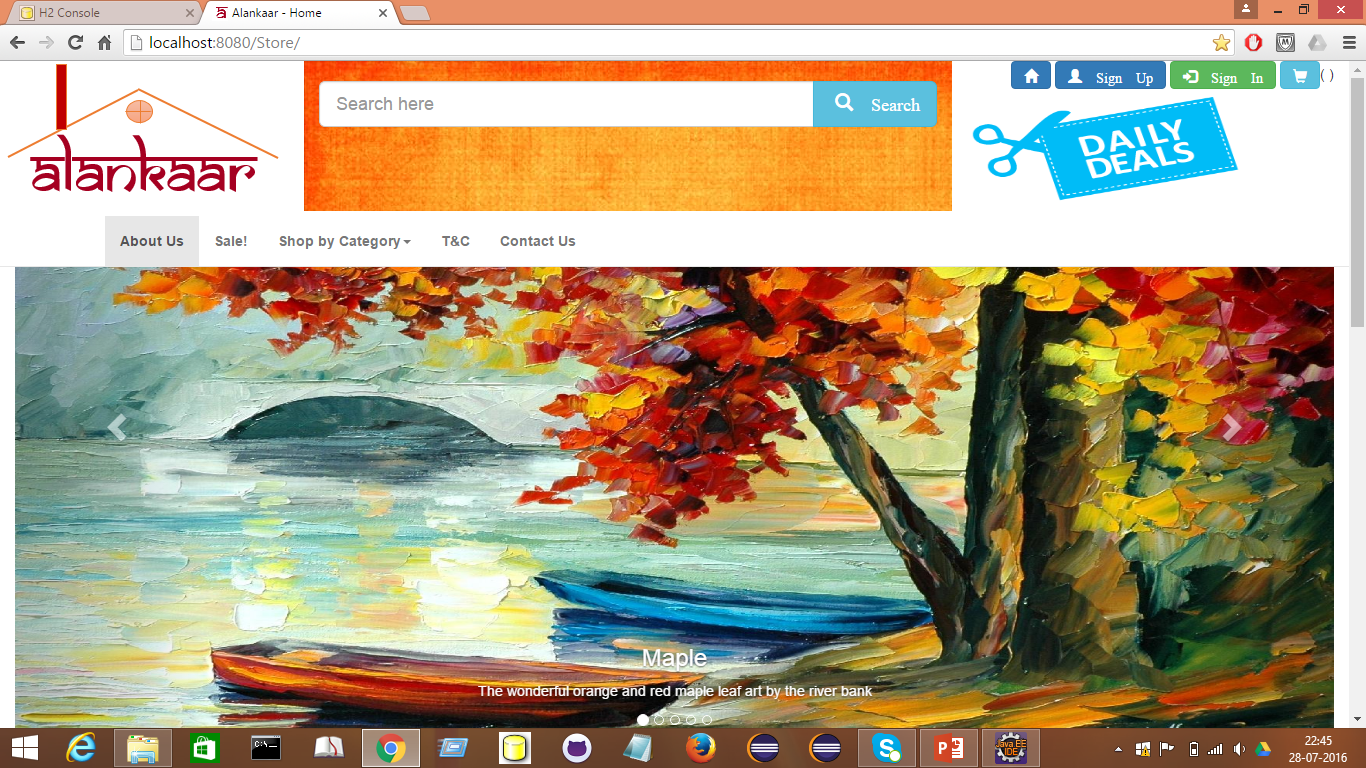 H2 Console
Alankaar - Home
localhost:8080/Store/
alankaar
Search here
Search
Sign Up
Sign In
( )
DAILY
DEALS
About Us
Sale!
Shop by Category
T&C
Contact Us
Maple
The wonderful orange and red maple leaf art by the river bank
C:\_
Java EE
IDE
22:45
28-07-2016